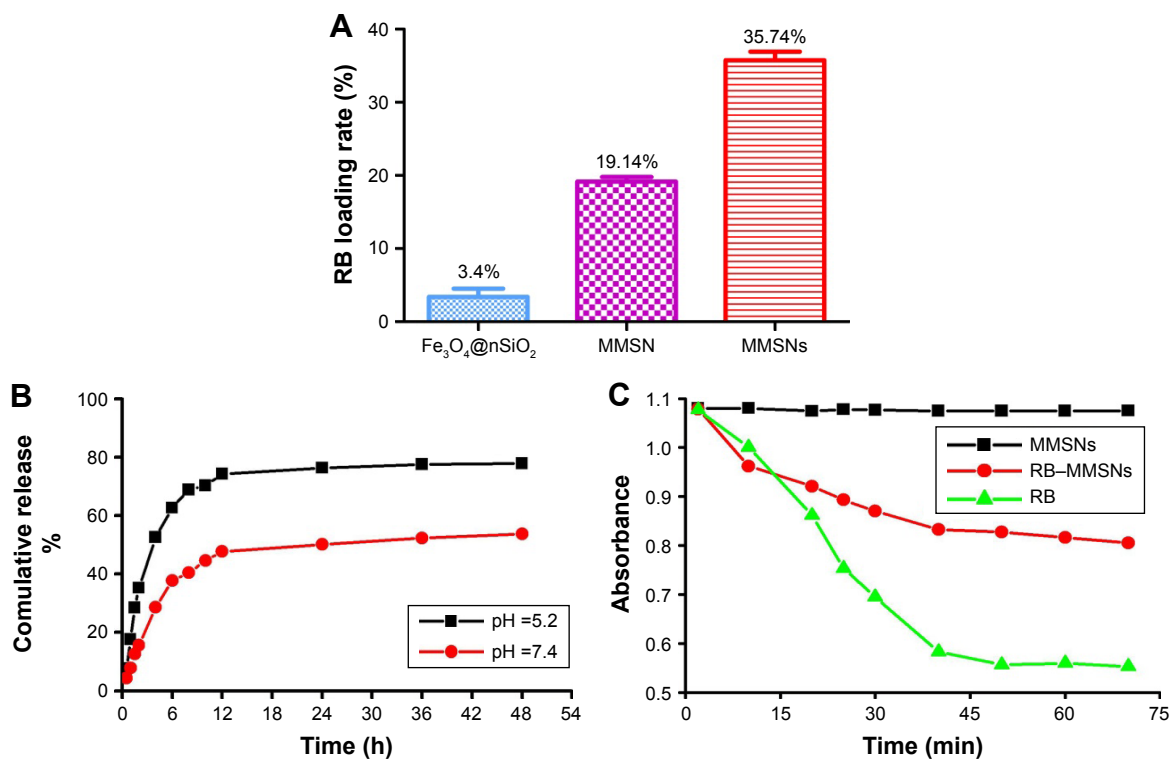 A
RB loading rate (%)
40
30
20
10
0
3.4%
19.14%
35.74%
Fe₃O₄@nSiO₂
MMSN
MMSNs
B
Comulative release
%
100
80
60
40
20
0
0 6 12 18 24 30 36 42 48 54
Time (h)
pH =5.2
pH =7.4
C
Absorbance
1.1
1.0
0.9
0.8
0.7
0.6
0.5
0 15 30 45 60 75
Time (min)
MMSNs
RB–MMSNs
RB